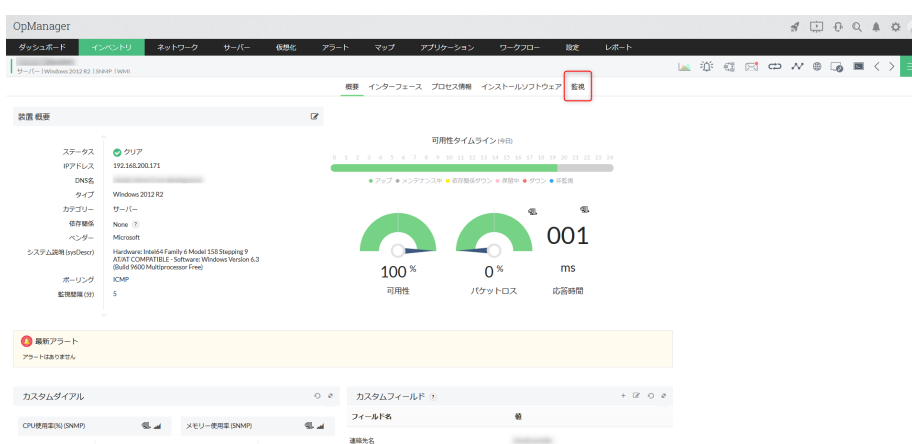 OpManager
ダッシュボード インベントリ ネットワーク サーバー 仮想化 アラート マップ アプリケーション ワークフロー 設定 レポート
サーバー | Windows 2012 R2 | SNMP | WMI
概要 インターフェース プロセス情報 インストールソフトウェア 監視
装置 概要
ステータス クリア
IPアドレス 192.168.200.171
DNS名
タイプ Windows 2012 R2
カテゴリー サーバー
依存関係 None ?
ベンダー Microsoft
システム説明 (sysDescr) Hardware: Intel64 Family 6 Model 158 Stepping 9
AT/AT COMPATIBLE - Software: Windows Version 6.3
(Build 9600 Multiprocessor Free)
ポーリング ICMP
監視間隔 (分) 5
可用性タイムライン (今日)
0 1 2 3 4 5 6 7 8 9 10 11 12 13 14 15 16 17 18 19 20 21 22 23 24
アップ メンテナンス中 依存関係ダウン 保留中 ダウン 非監視
100 % 0 % 001 ms
可用性 パケットロス 応答時間
最新アラート
アラートはありません
カスタムダイアル
CPU使用率(%) (SNMP) メモリー使用率 (SNMP)
カスタムフィールド ?
フィールド名 値
連絡先名